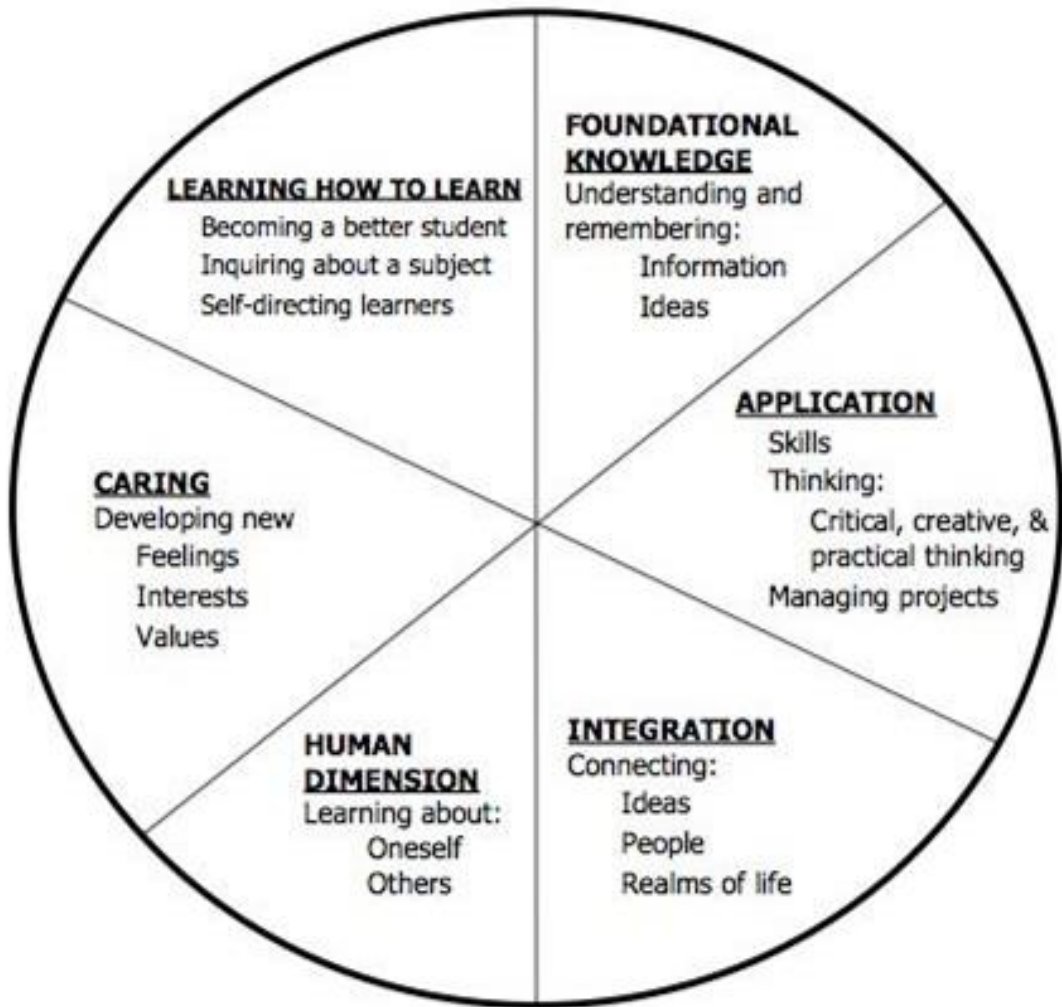 FOUNDATIONAL
KNOWLEDGE
Understanding and
remembering:
Information
Ideas
APPLICATION
Skills
Thinking:
Critical, creative, &
practical thinking
Managing projects
INTEGRATION
Connecting:
Ideas
People
Realms of life
HUMAN
DIMENSION
Learning about:
Oneself
Others
CARING
Developing new
Feelings
Interests
Values
LEARNING HOW TO LEARN
Becoming a better student
Inquiring about a subject
Self-directing learners